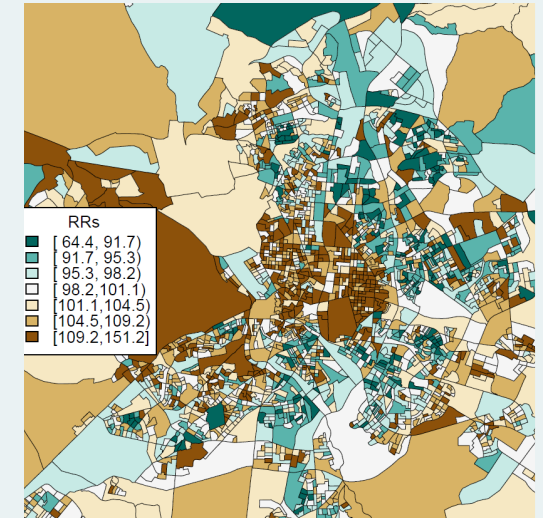 RRs
[ 64.4, 91.7)
[ 91.7, 95.3)
[ 95.3, 98.2)
[ 98.2,101.1)
[101.1,104.5)
[104.5,109.2)
[109.2,151.2]